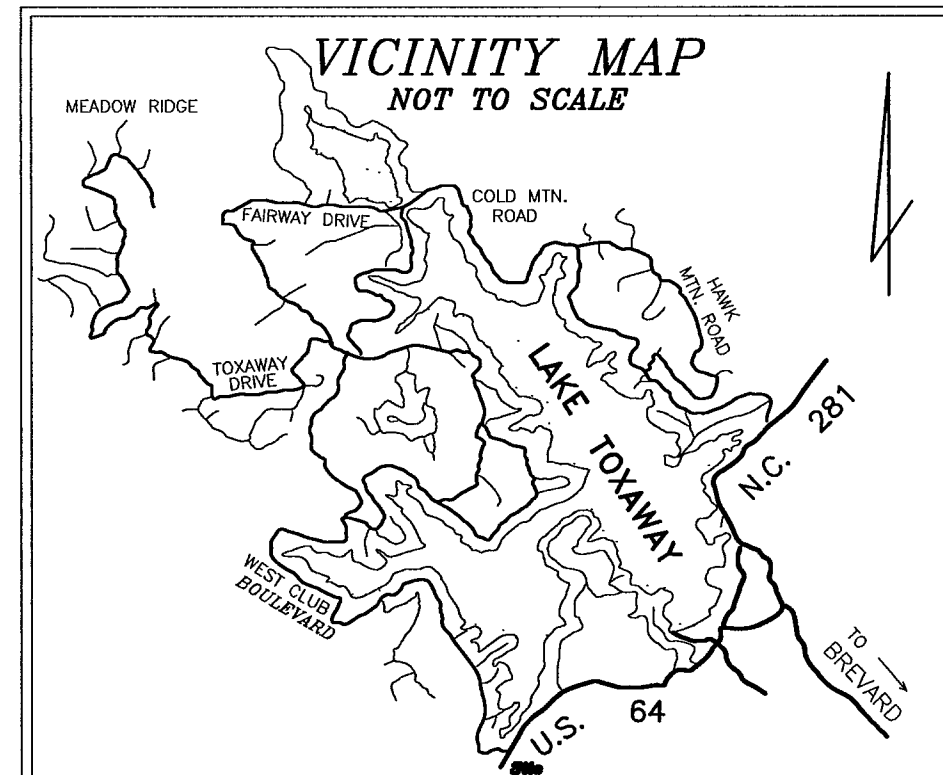 VICINITY MAP
NOT TO SCALE
MEADOW RIDGE
COLD MTN.
ROAD
FAIRWAY DRIVE
HAWK
MTN. ROAD
TOXAWAY
DRIVE
LAKE TOXAWAY
N.C. 281
WEST CLUB
BOULEVARD
TO
BREVARD
U.S. 64
Site